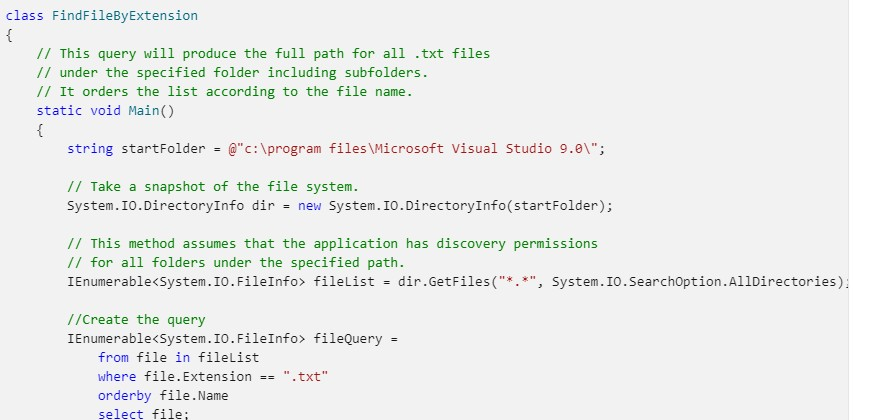 class FindFileByExtension
{
// This query will produce the full path for all .txt files
// under the specified folder including subfolders.
// It orders the list according to the file name.
static void Main()
{
string startFolder = @"c:\program files\Microsoft Visual Studio 9.0\";
// Take a snapshot of the file system.
System.IO.DirectoryInfo dir = new System.IO.DirectoryInfo(startFolder);
// This method assumes that the application has discovery permissions
// for all folders under the specified path.
IEnumerable<System.IO.FileInfo> fileList = dir.GetFiles("*.*", System.IO.SearchOption.AllDirectories);
//Create the query
IEnumerable<System.IO.FileInfo> fileQuery =
from file in fileList
where file.Extension == ".txt"
orderby file.Name
select file;